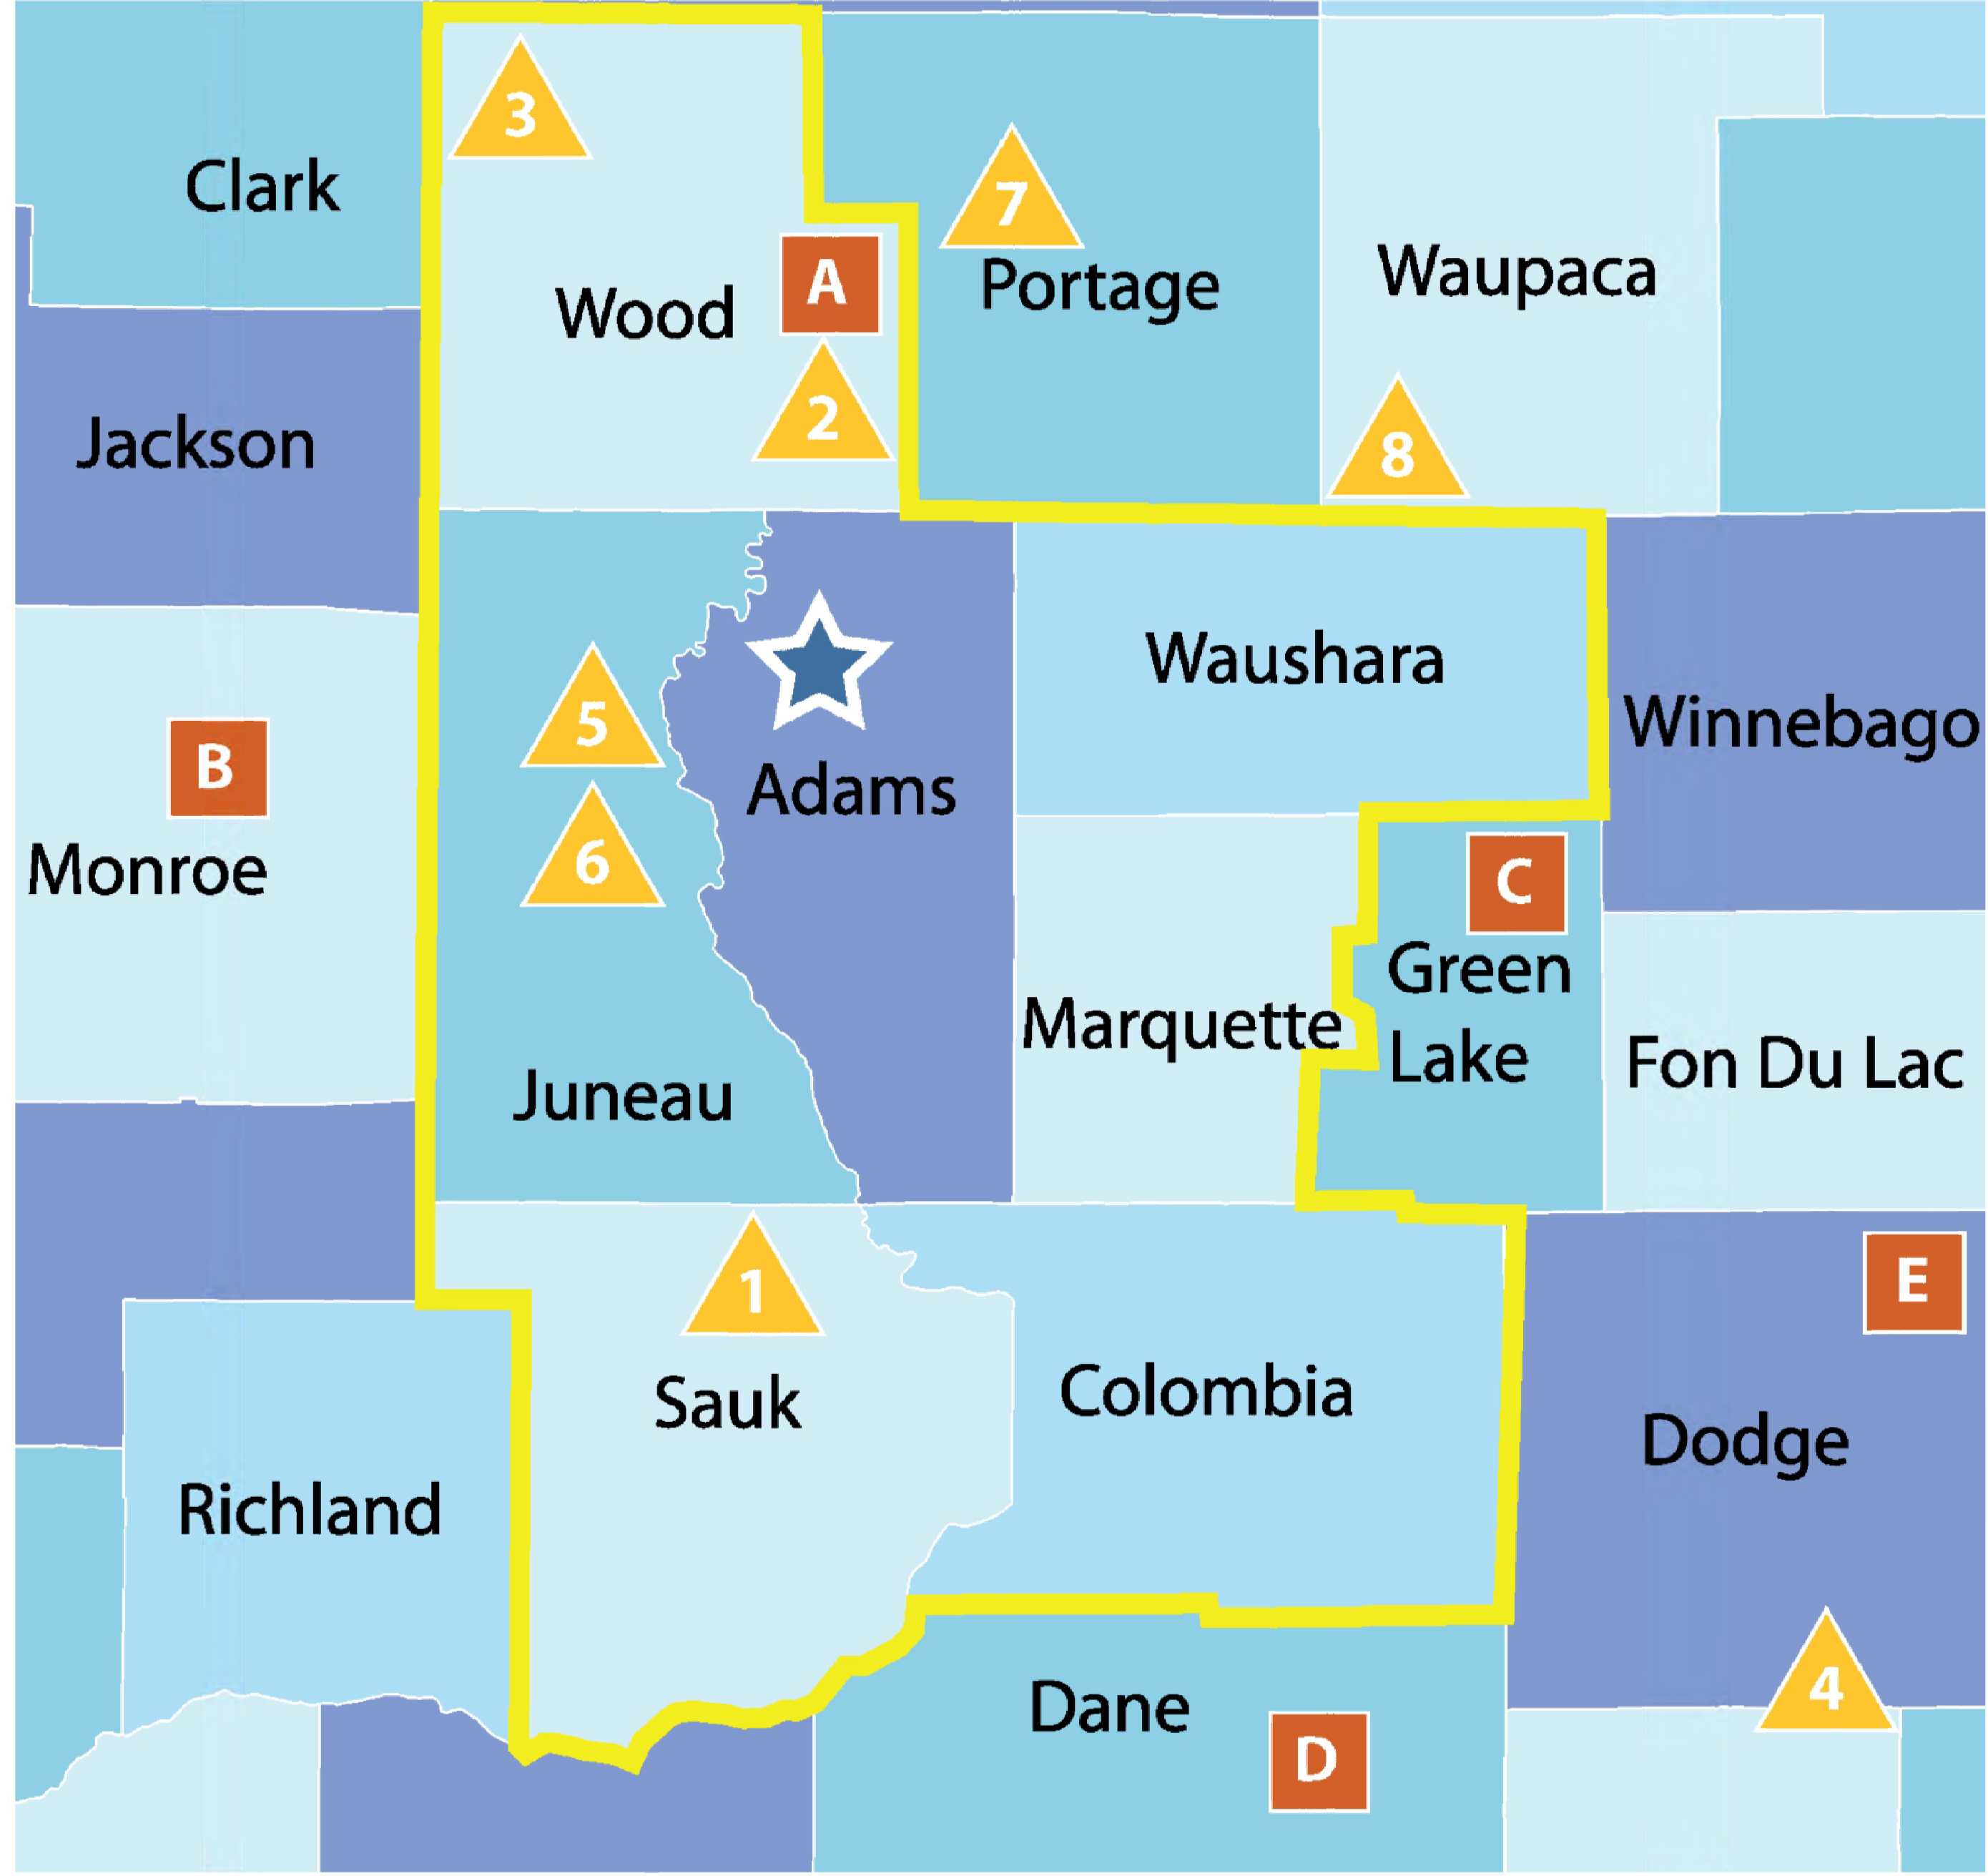 3
Clark
7
Waupaca
A
Portage
Wood
2
Jackson
8
Waushara
5
Winnebago
B
Adams
6
Monroe
C
Green
Lake
Marquette
Fon Du Lac
Juneau
1
E
Sauk
Colombia
Dodge
Richland
4
Dane
D